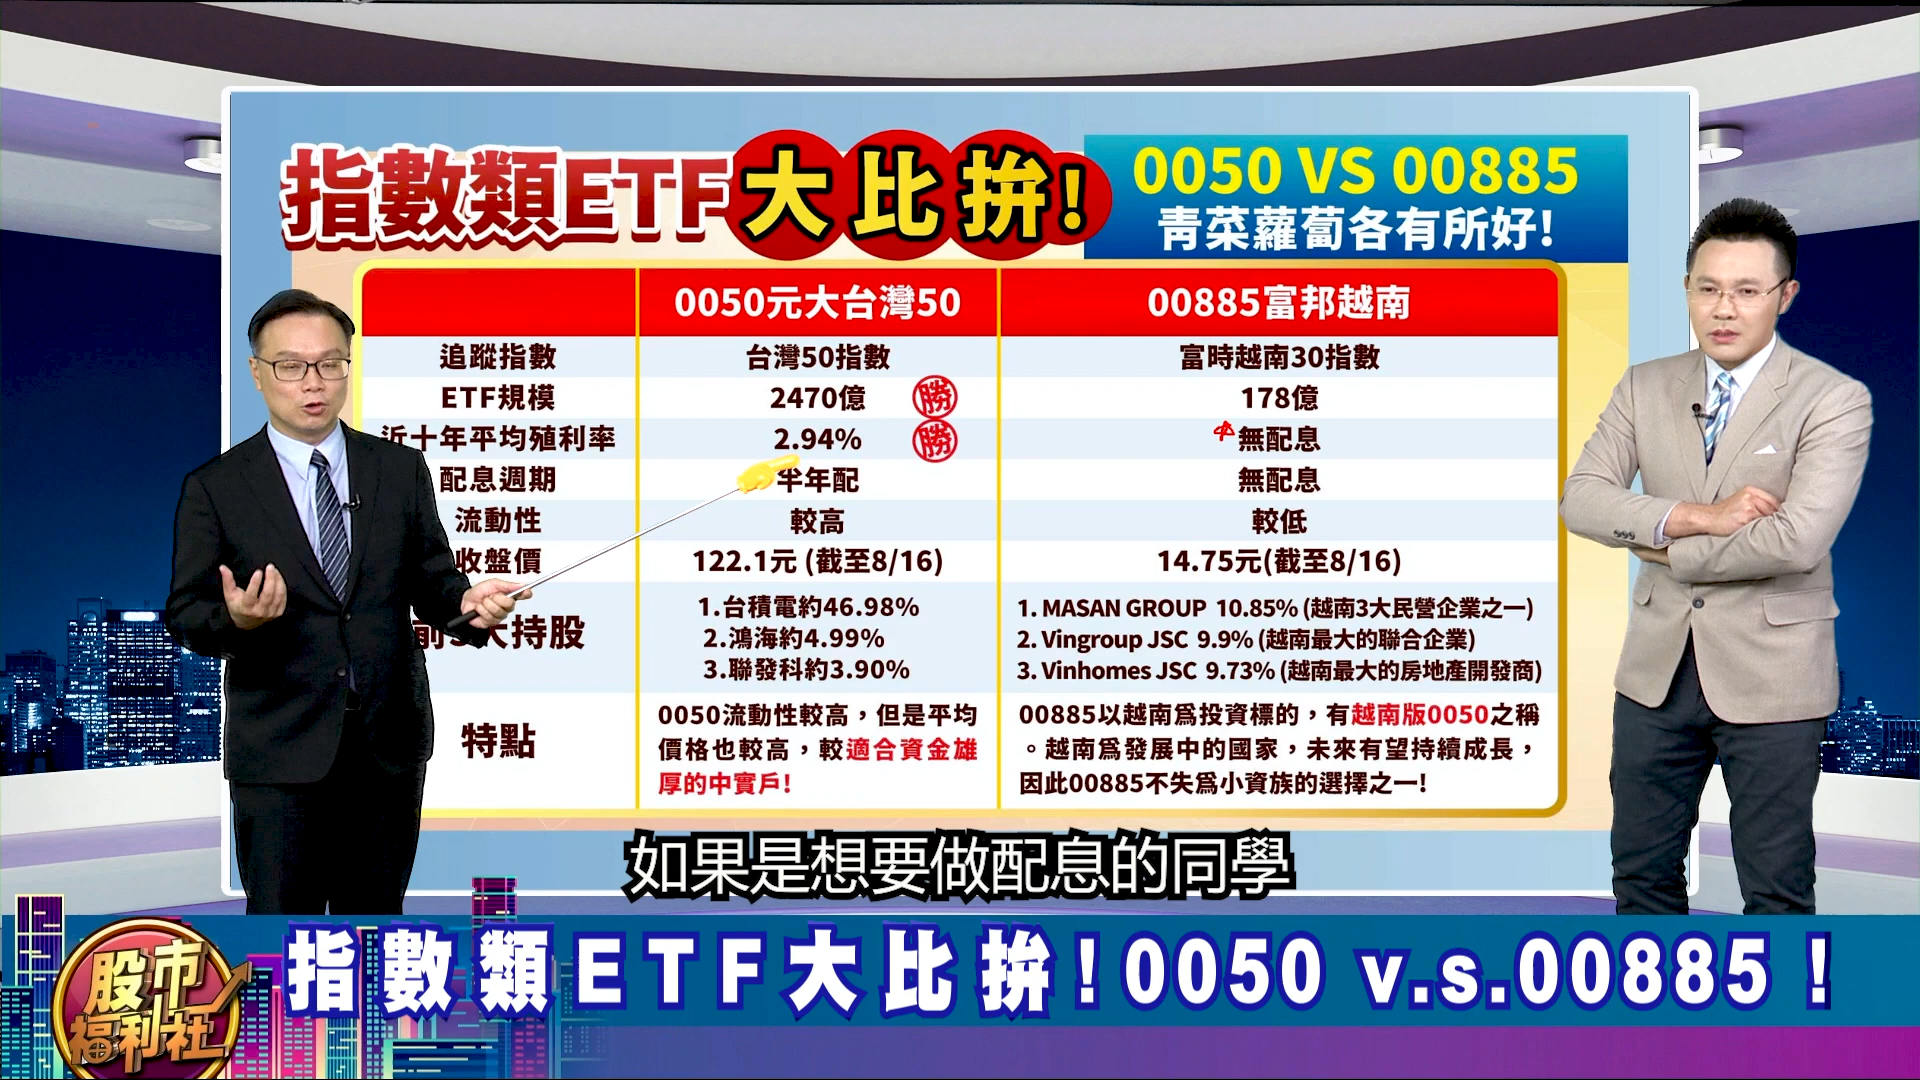 指數類ETF大比拚!
0050 VS 00885
青菜蘿蔔各有所好!
0050元大台灣50 00885富邦越南
追蹤指數 台灣50指數 富時越南30指數
ETF規模 2470億 勝 178億
近十年平均殖利率 2.94% 勝 無配息
配息週期 半年配 無配息
流動性 較高 較低
收盤價 122.1元 (截至8/16) 14.75元(截至8/16)
前3大持股
1.台積電約46.98%
2.鴻海約4.99%
3.聯發科約3.90%
1. MASAN GROUP 10.85% (越南3大民營企業之一)
2. Vingroup JSC 9.9% (越南最大的聯合企業)
3. Vinhomes JSC 9.73% (越南最大的房地產開發商)
特點
0050流動性較高，但是平均
價格也較高，較適合資金雄
厚的中實戶!
00885以越南為投資標的，有越南版0050之稱
。越南為發展中的國家，未來有望持續成長，
因此00885不失為小資族的選擇之一!
如果是想要做配息的同學
指數類ETF大比拚!0050 v.s.00885！
股市
福利社